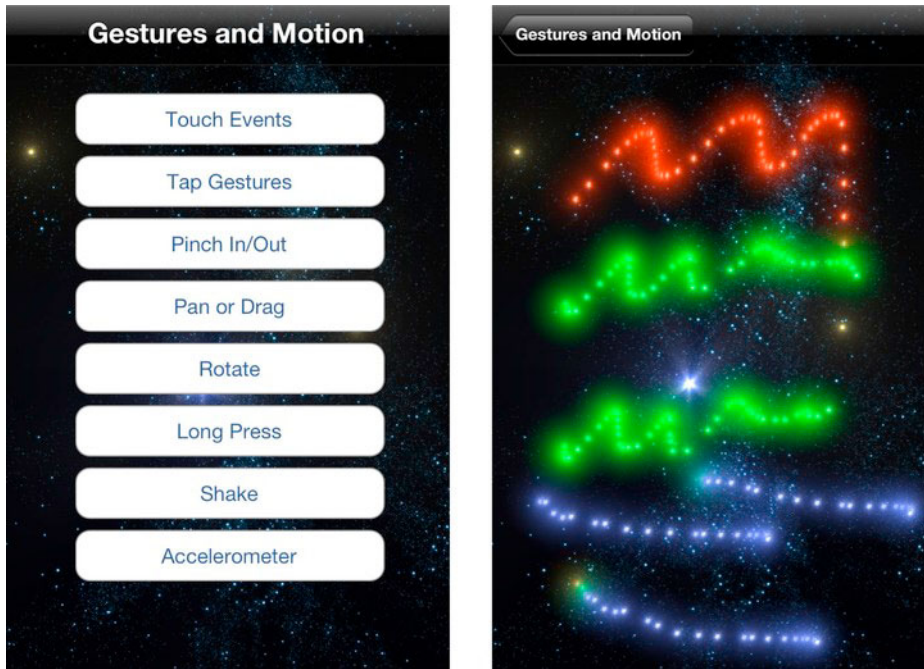 Gestures and Motion
Touch Events
Tap Gestures
Pinch In/Out
Pan or Drag
Rotate
Long Press
Shake
Accelerometer
Gestures and Motion